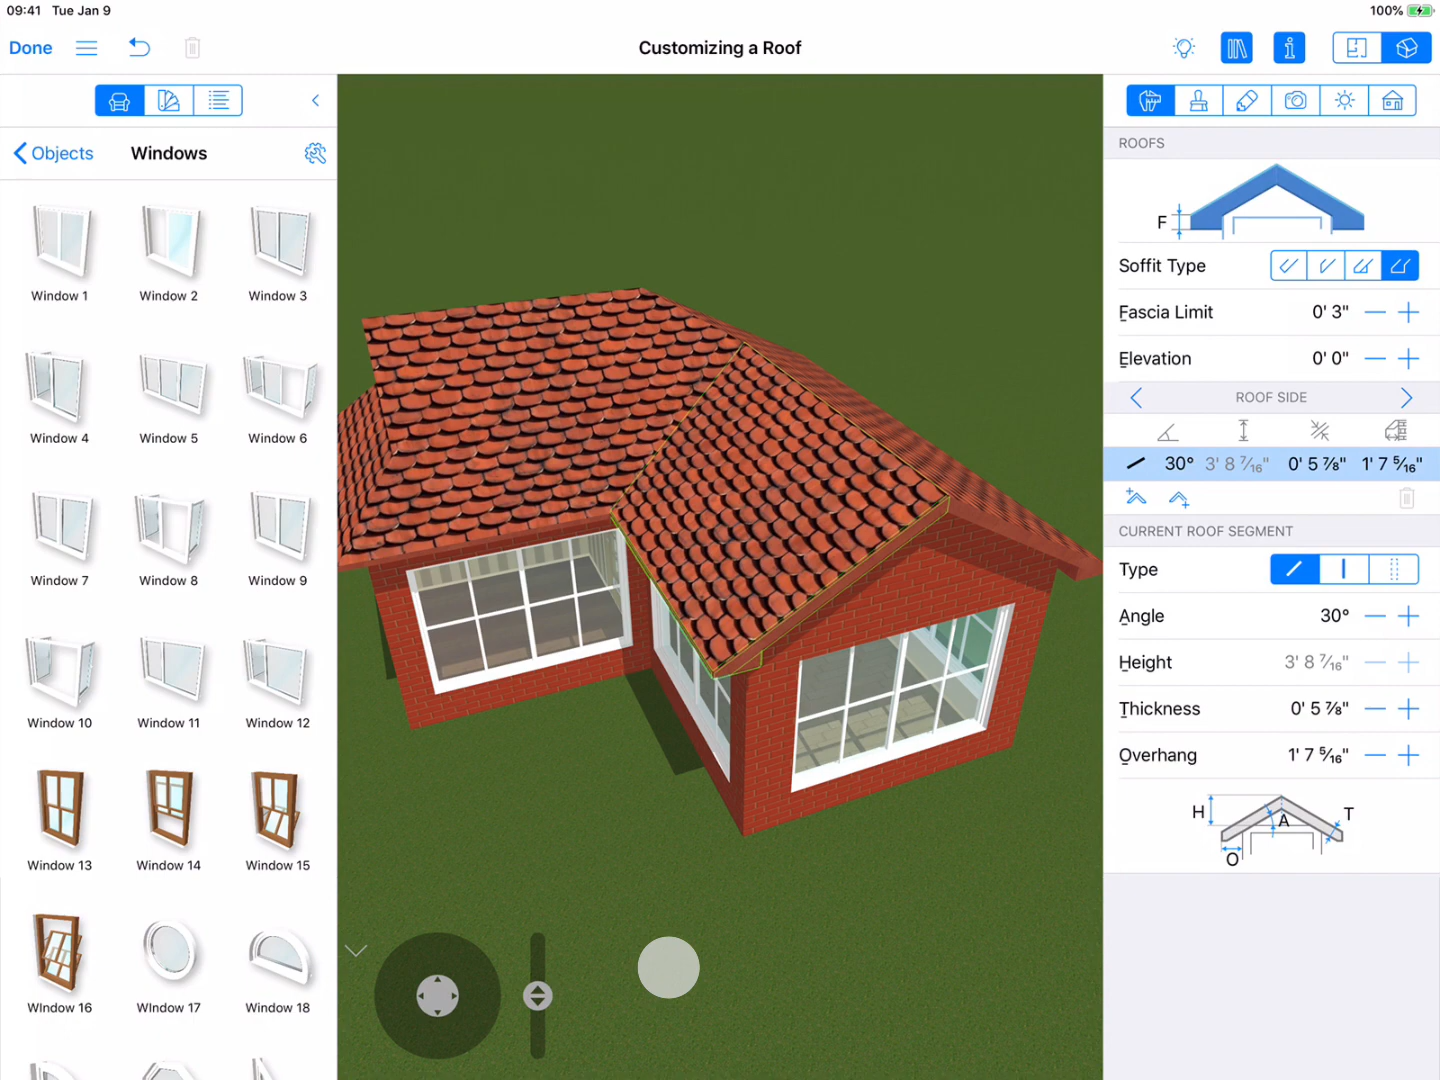 09:41 Tue Jan 9
100%
Done
Customizing a Roof
Objects
Windows
Window 1
Window 2
Window 3
Window 4
Window 5
Window 6
Window 7
Window 8
Window 9
Window 10
Window 11
Window 12
Window 13
Window 14
Window 15
WIndow 16
WIndow 17
Window 18
ROOFS
F
Soffit Type
Fascia Limit
0' 3"
Elevation
0' 0"
ROOF SIDE
30° 3' 8 ⁷⁄₁₆" 0' 5 ⅞" 1' 7 ⁵⁄₁₆"
CURRENT ROOF SEGMENT
Type
Angle
30°
Height
3' 8 ⁷⁄₁₆"
Thickness
0' 5 ⅞"
Overhang
1' 7 ⁵⁄₁₆"
H
A
T
O